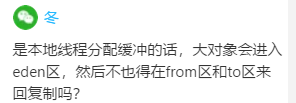 冬
是本地线程分配缓冲的话，大对象会进入
eden区，然后不也得在from区和to区来
回复制吗？